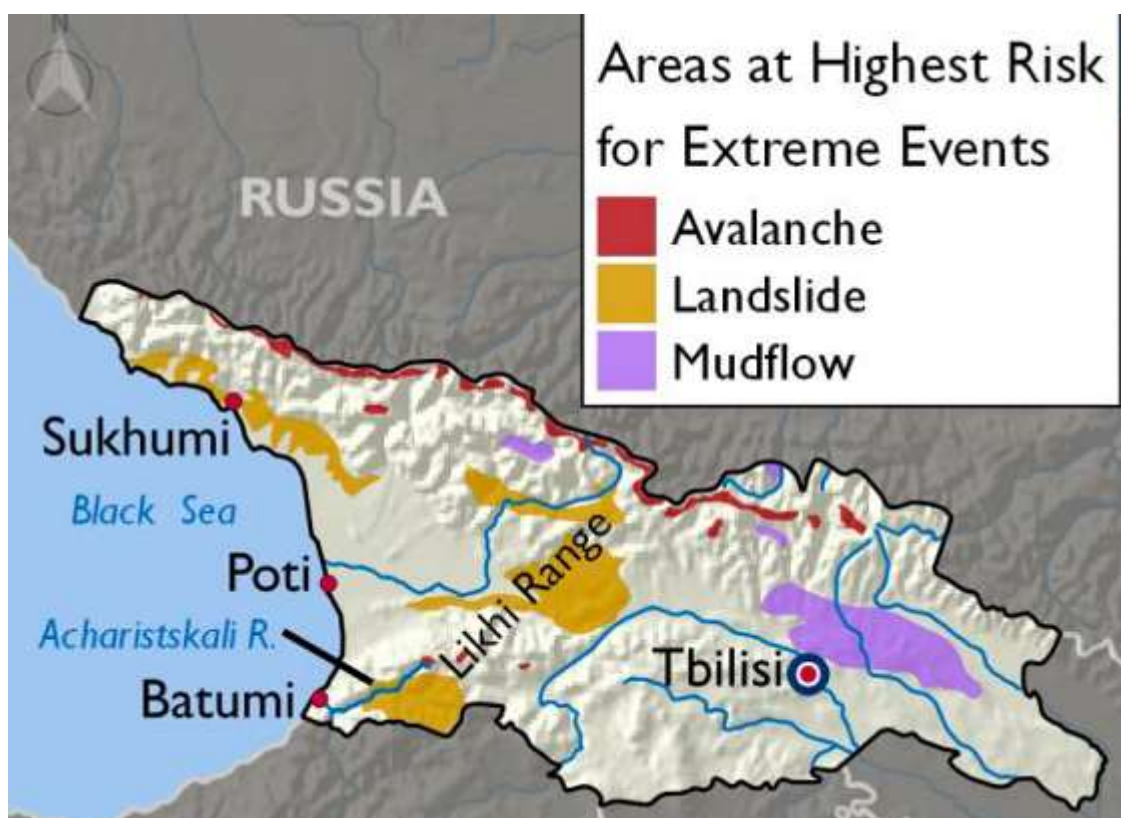 N
Areas at Highest Risk
for Extreme Events
Avalanche
Landslide
Mudflow
RUSSIA
Sukhumi
Black Sea
Poti
Likhi Range
Acharistskali R.
Tbilisi
Batumi